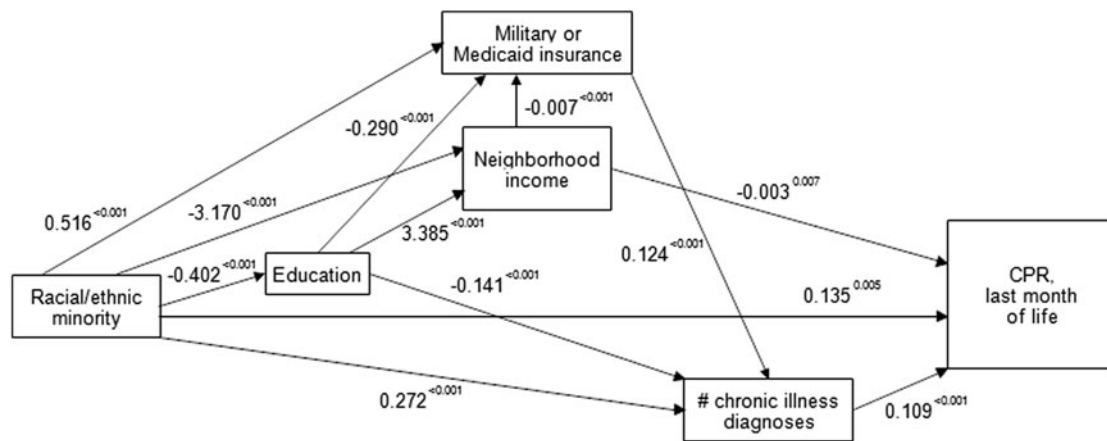 Military or
Medicaid insurance
-0.007<0.001
-0.290<0.001
Neighborhood
income
-0.003 0.007
0.516<0.001
-3.170<0.001
3.385<0.001
0.124<0.001
-0.402<0.001
Education
-0.141<0.001
Racial/ethnic
minority
0.135 0.005
CPR,
last month
of life
0.272<0.001
# chronic illness
diagnoses
0.109<0.001